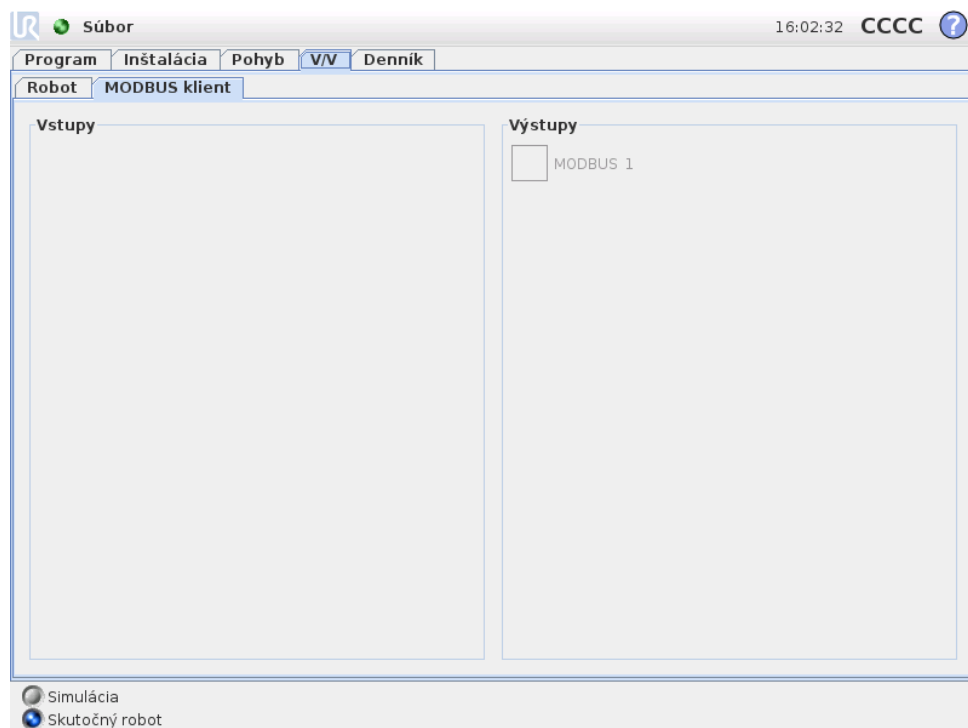 UR Súbor 16:02:32 CCCC ?
Program Inštalácia Pohyb V/V Denník
Robot MODBUS klient
Vstupy Výstupy
MODBUS 1
Simulácia
Skutočný robot